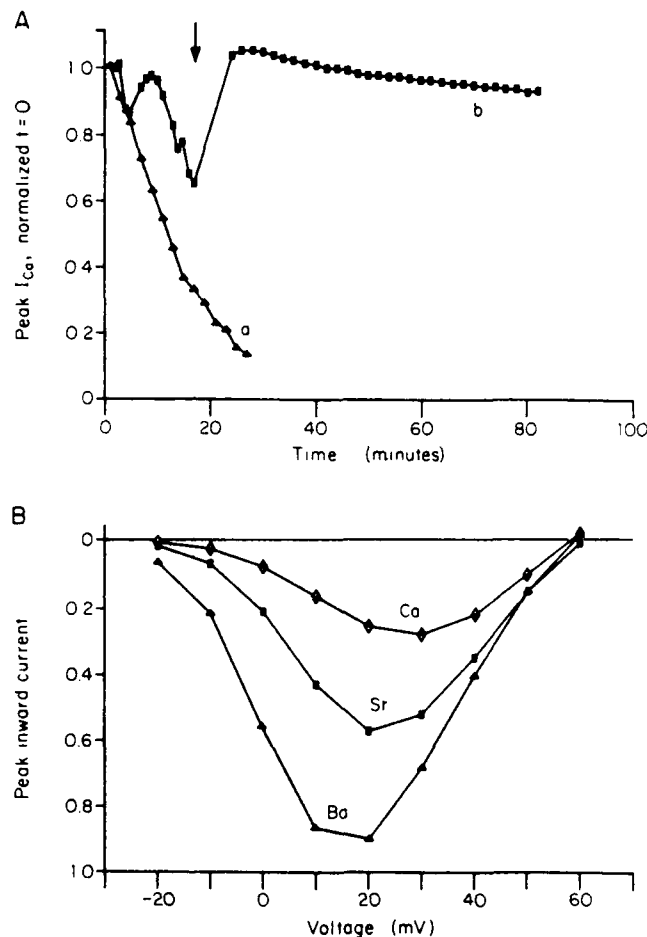 A
Peak I_Ca, normalized t = 0
1.0
0.8
0.6
0.4
0.2
0
b
a
0 20 40 60 80 100
Time (minutes)
B
Peak inward current
0
0.2
0.4
0.6
0.8
1.0
Ca
Sr
Ba
-20 0 20 40 60
Voltage (mV)